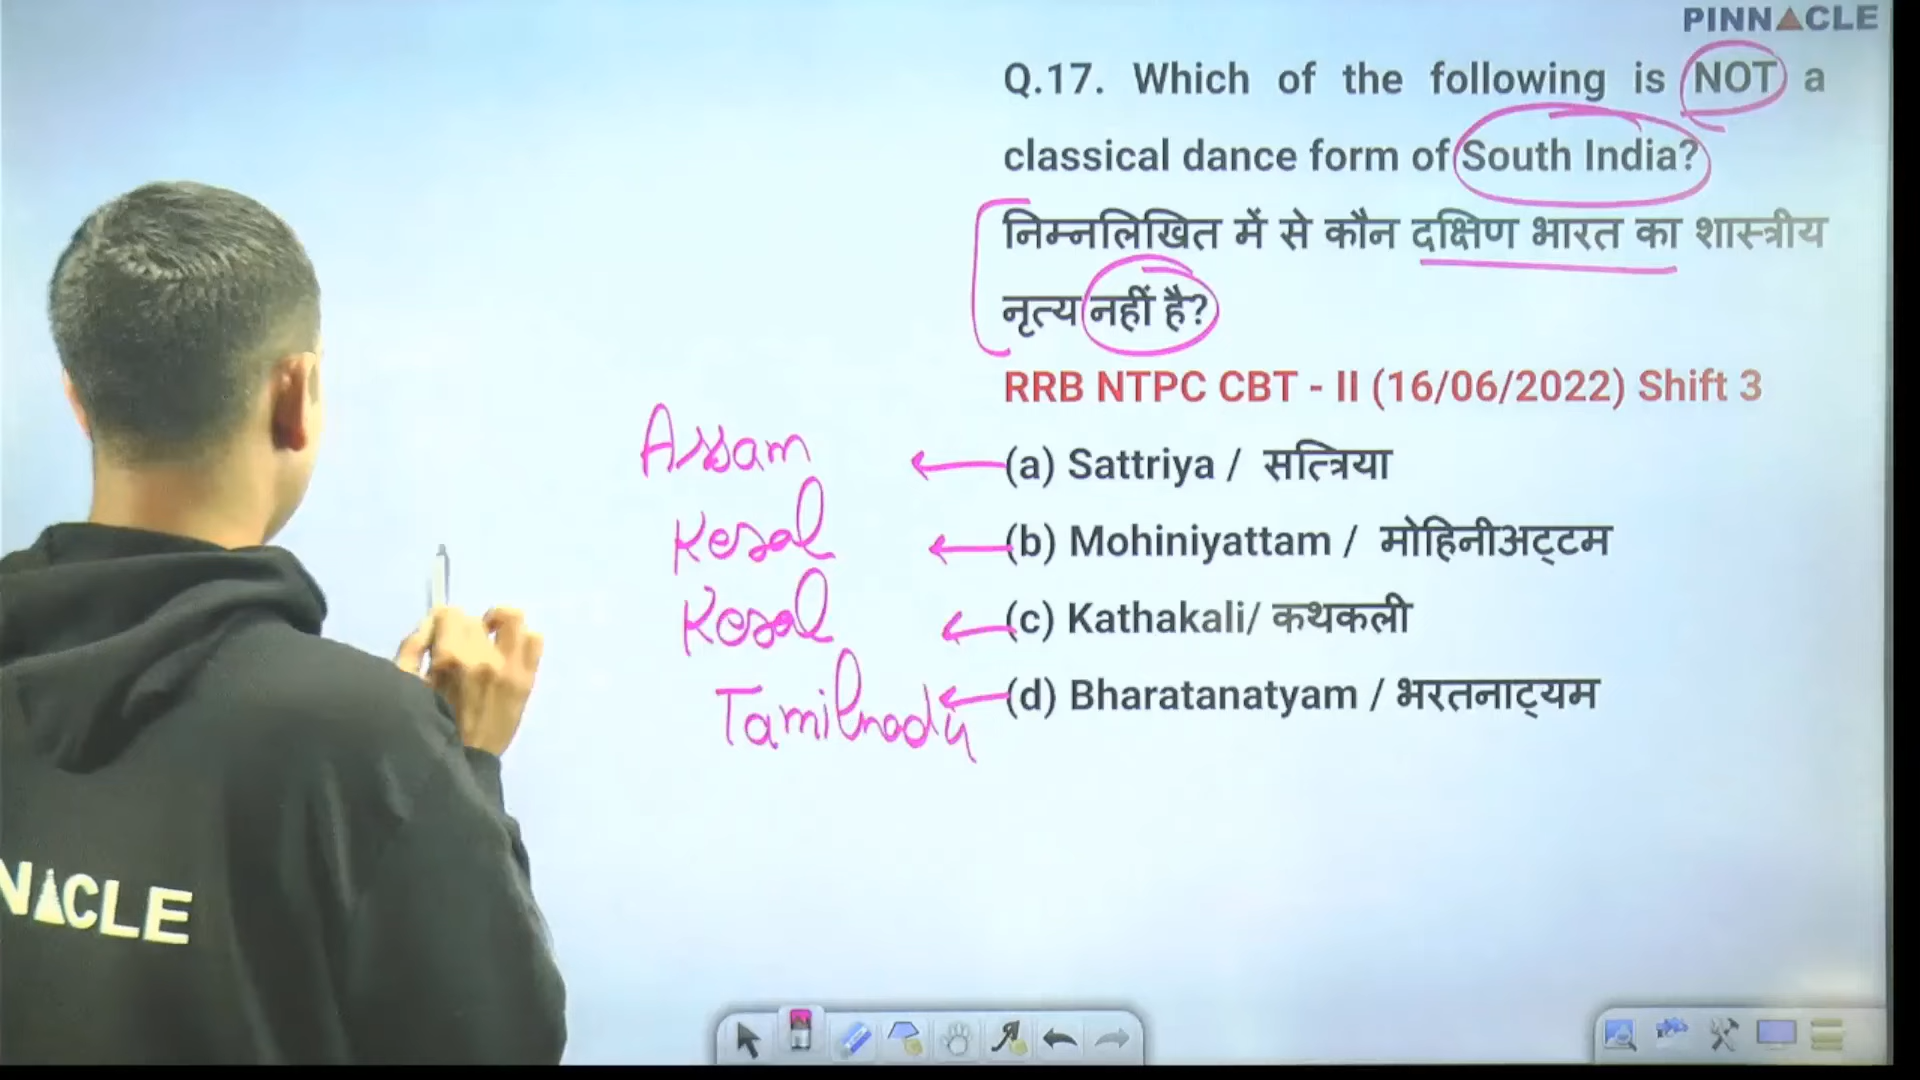 PINNACLE
Q.17. Which of the following is NOT a
classical dance form of South India?
निम्नलिखित में से कौन दक्षिण भारत का शास्त्रीय
नृत्य नहीं है?
RRB NTPC CBT - II (16/06/2022) Shift 3
Assam (a) Sattriya / सत्त्रिया
Keral (b) Mohiniyattam / मोहिनीअट्टम
Keral (c) Kathakali/ कथकली
Tamilnadu (d) Bharatanatyam / भरतनाट्यम
NACLE